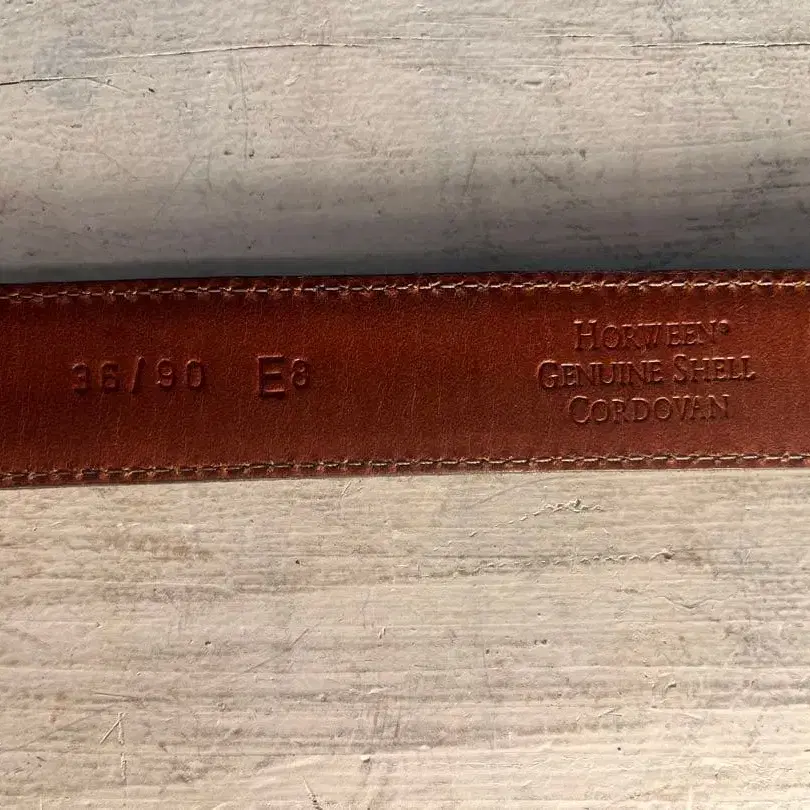 36/90 E8
HORWEEN®
GENUINE SHELL
CORDOVAN